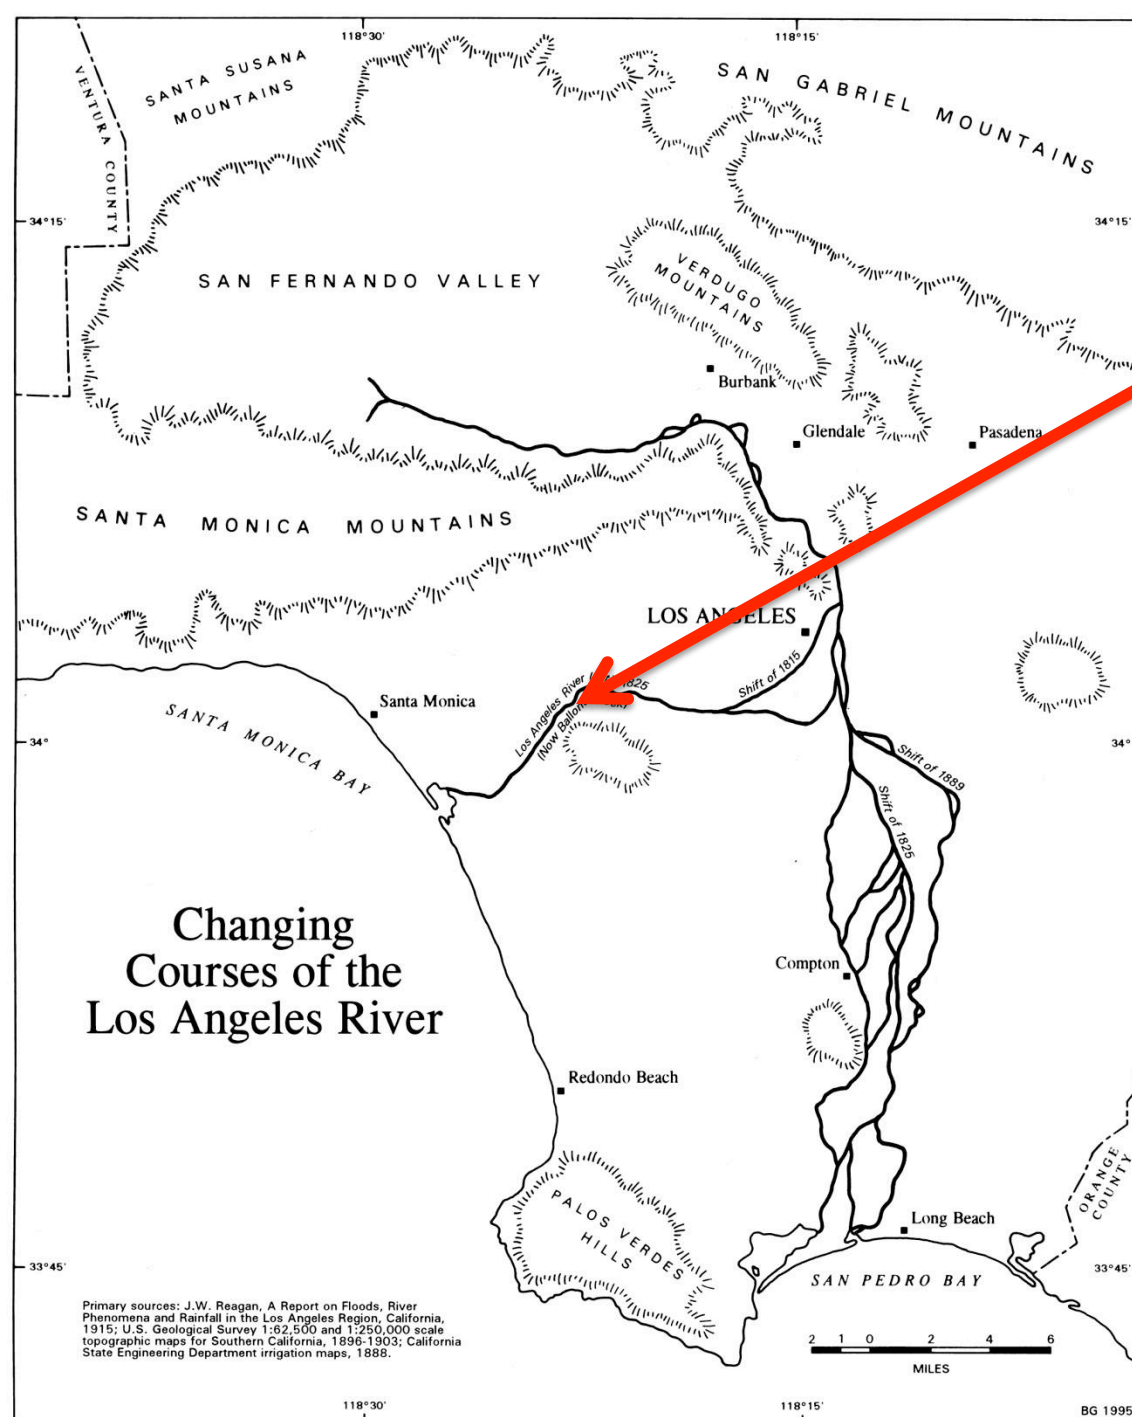 118°30'
118°15'
SANTA SUSANA
MOUNTAINS
VENTURA COUNTY
SAN GABRIEL MOUNTAINS
34°15'
34°15'
SAN FERNANDO VALLEY
VERDUGO
MOUNTAINS
Burbank
Glendale
Pasadena
SANTA MONICA MOUNTAINS
LOS ANGELES
Shift of 1815
Santa Monica
Los Angeles River
1825
(Now
SANTA MONICA BAY
34°
34°
Shift of 1889
Shift of 1825
Changing
Courses of the
Los Angeles River
Compton
Redondo Beach
PALOS VERDES
HILLS
Long Beach
ORANGE
COUNTY
33°45'
33°45'
SAN PEDRO BAY
Primary sources: J.W. Reagan, A Report on Floods, River
Phenomena and Rainfall in the Los Angeles Region, California,
1915; U.S. Geological Survey 1:62,500 and 1:250,000 scale
topographic maps for Southern California, 1896-1903; California
State Engineering Department irrigation maps, 1888.
2 1 0 2 4 6
MILES
118°30'
118°15'
BG 1995